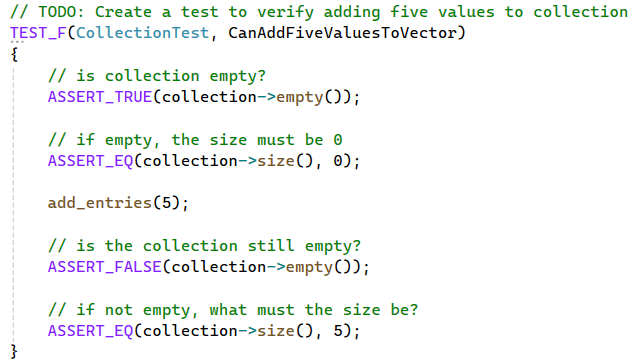 // TODO: Create a test to verify adding five values to collection
TEST_F(CollectionTest, CanAddFiveValuesToVector)
{
    // is collection empty?
    ASSERT_TRUE(collection->empty());

    // if empty, the size must be 0
    ASSERT_EQ(collection->size(), 0);

    add_entries(5);

    // is the collection still empty?
    ASSERT_FALSE(collection->empty());

    // if not empty, what must the size be?
    ASSERT_EQ(collection->size(), 5);
}